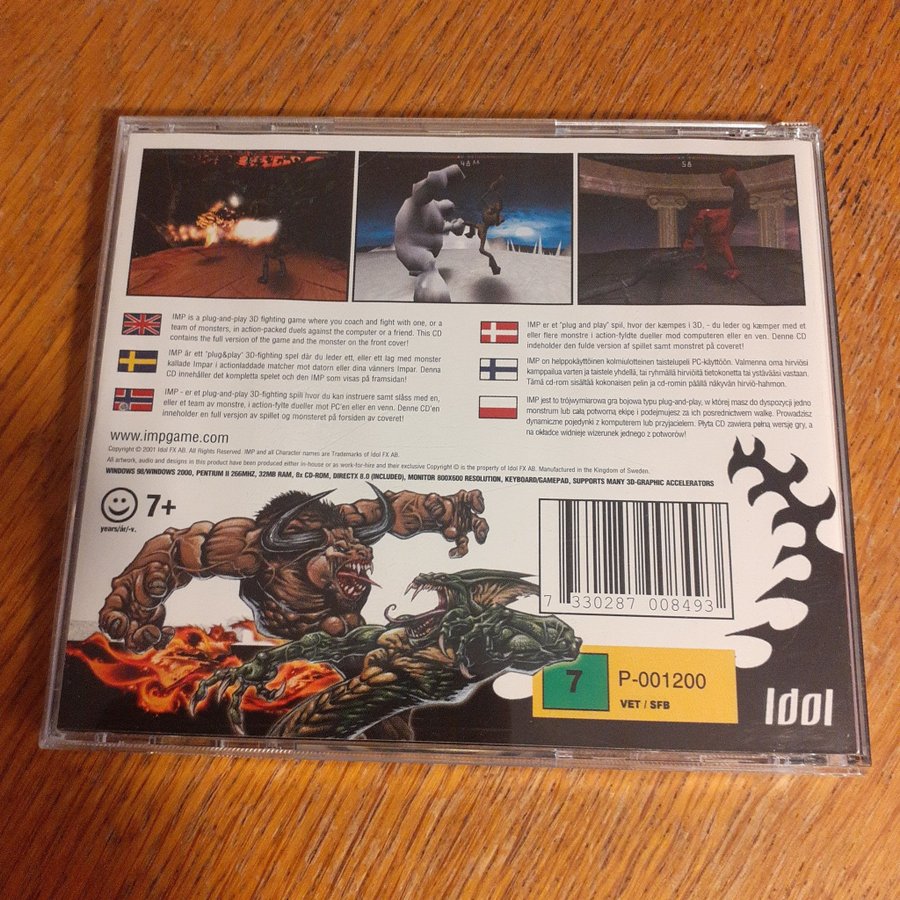 48
58
IMP is a plug-and-play 3D fighting game where you coach and fight with one, or a
team of monsters, in action-packed duels against the computer or a friend. This CD
contains the full version of the game and the monster on the front cover!
IMP är ett "plug&play" 3D-fighting spel där du leder ett, eller ett lag med monster
kallade Impar i actionladdade matcher mot datorn eller dina vänners Impar. Denna
CD innehåller det kompletta spelet och den IMP som visas på framsidan!
IMP - er et plug-and-play 3D-fighting spill hvor du kan instruere samt slåss med en,
eller et team av monstre, i action-fylte dueller mot PC'en eller en venn. Denne CD'en
inneholder en full versjon av spillet og monsteret på forsiden av coveret!
IMP er et "plug and play" spil, hvor der kæmpes i 3D, - du leder og kæmper med et
eller flere monstre i action-fyldte dueller mod computeren eller en ven. Denne CD
indeholder den fulde version af spillet samt monstret på coveret!
IMP on helppokäyttöinen kolmiulotteinen taistelupeli PC-käyttöön. Valmenna oma hirviösi
kamppailua varten ja taistele yhdellä, tai ryhmällä hirviöitä tietokonetta tai ystävääsi vastaan.
Tämä cd-rom sisältää kokonaisen pelin ja cd-romin päällä näkyvän hirviö-hahmon.
IMP jest to trójwymiarowa gra bojowa typu plug-and-play, w której masz do dyspozycji jedno
monstrum lub całą potworną ekipę i podejmujesz za ich posrednictwem walkę. Prowadzisz
dynamiczne pojedynki z komputerem lub przyjacielem. Płyta CD zawiera pełną wersję gry, a
na okładce widnieje wizerunek jednego z potworów!
www.impgame.com
Copyright © 2001 Idol FX AB. All Rights Reserved. IMP and all Character names are Trademarks of Idol FX AB.
All artwork, audio and designs in this product have been produced either in-house or as work-for-hire and their exclusive Copyright © is the property of Idol FX AB. Manufactured in the Kingdom of Sweden.
WINDOWS 98/WINDOWS 2000, PENTIUM II 266MHZ, 32MB RAM, 8x CD-ROM, DIRECTX 8.0 (INCLUDED), MONITOR 800X600 RESOLUTION, KEYBOARD/GAMEPAD, SUPPORTS MANY 3D-GRAPHIC ACCELERATORS
7+
years/år/-v.
7 330287 008493
7
P-001200
VET / SFB
Idol